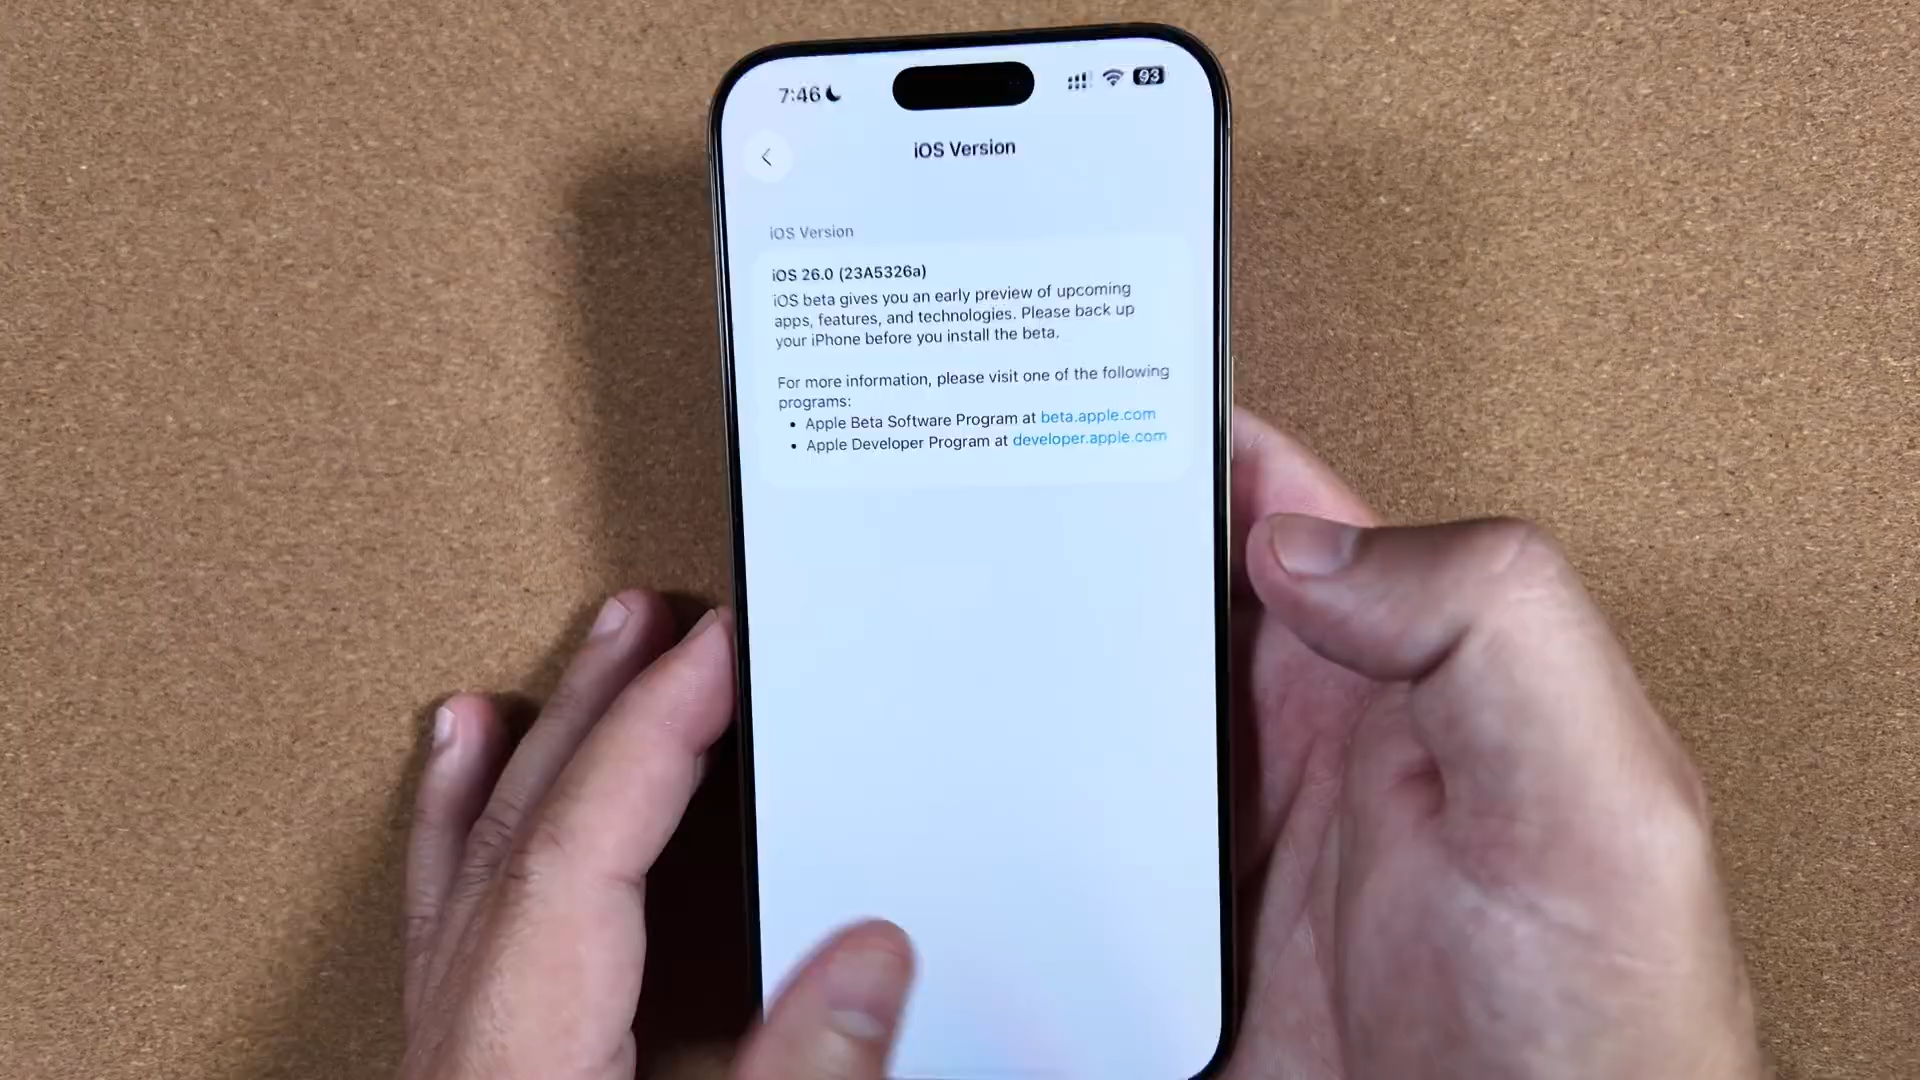 7:46
93
iOS Version
iOS Version
iOS 26.0 (23A5326a)
iOS beta gives you an early preview of upcoming
apps, features, and technologies. Please back up
your iPhone before you install the beta.
For more information, please visit one of the following
programs:
• Apple Beta Software Program at beta.apple.com
• Apple Developer Program at developer.apple.com